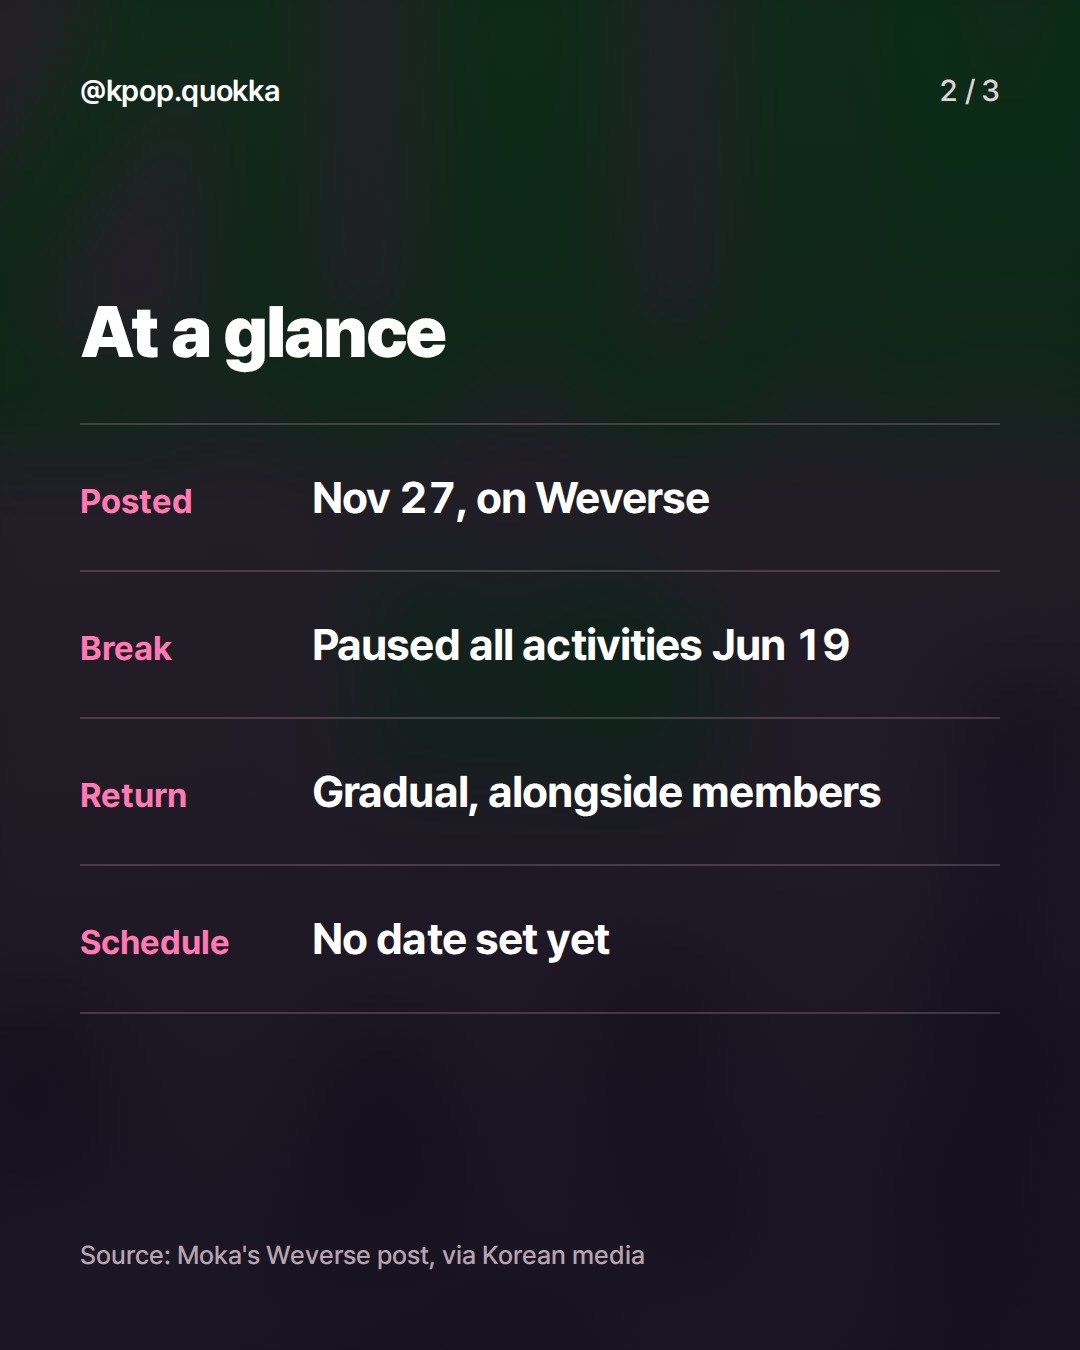 @kpop.quokka
2 / 3
At a glance
Posted
Nov 27, on Weverse
Break
Paused all activities Jun 19
Return
Gradual, alongside members
Schedule
No date set yet
Source: Moka's Weverse post, via Korean media